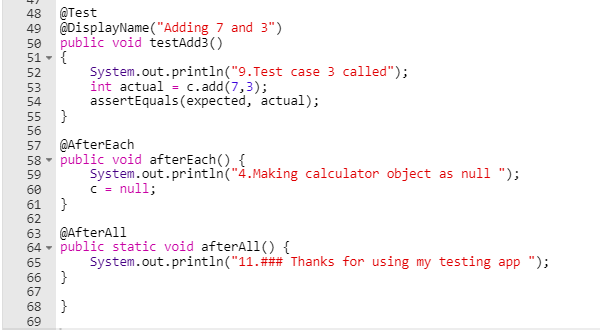 47
48 @Test
49 @DisplayName("Adding 7 and 3")
50 public void testAdd3()
51 {
52     System.out.println("9.Test case 3 called");
53     int actual = c.add(7,3);
54     assertEquals(expected, actual);
55 }
56
57 @AfterEach
58 public void afterEach() {
59     System.out.println("4.Making calculator object as null ");
60     c = null;
61 }
62
63 @AfterAll
64 public static void afterAll() {
65     System.out.println("11.### Thanks for using my testing app ");
66 }
67
68 }
69